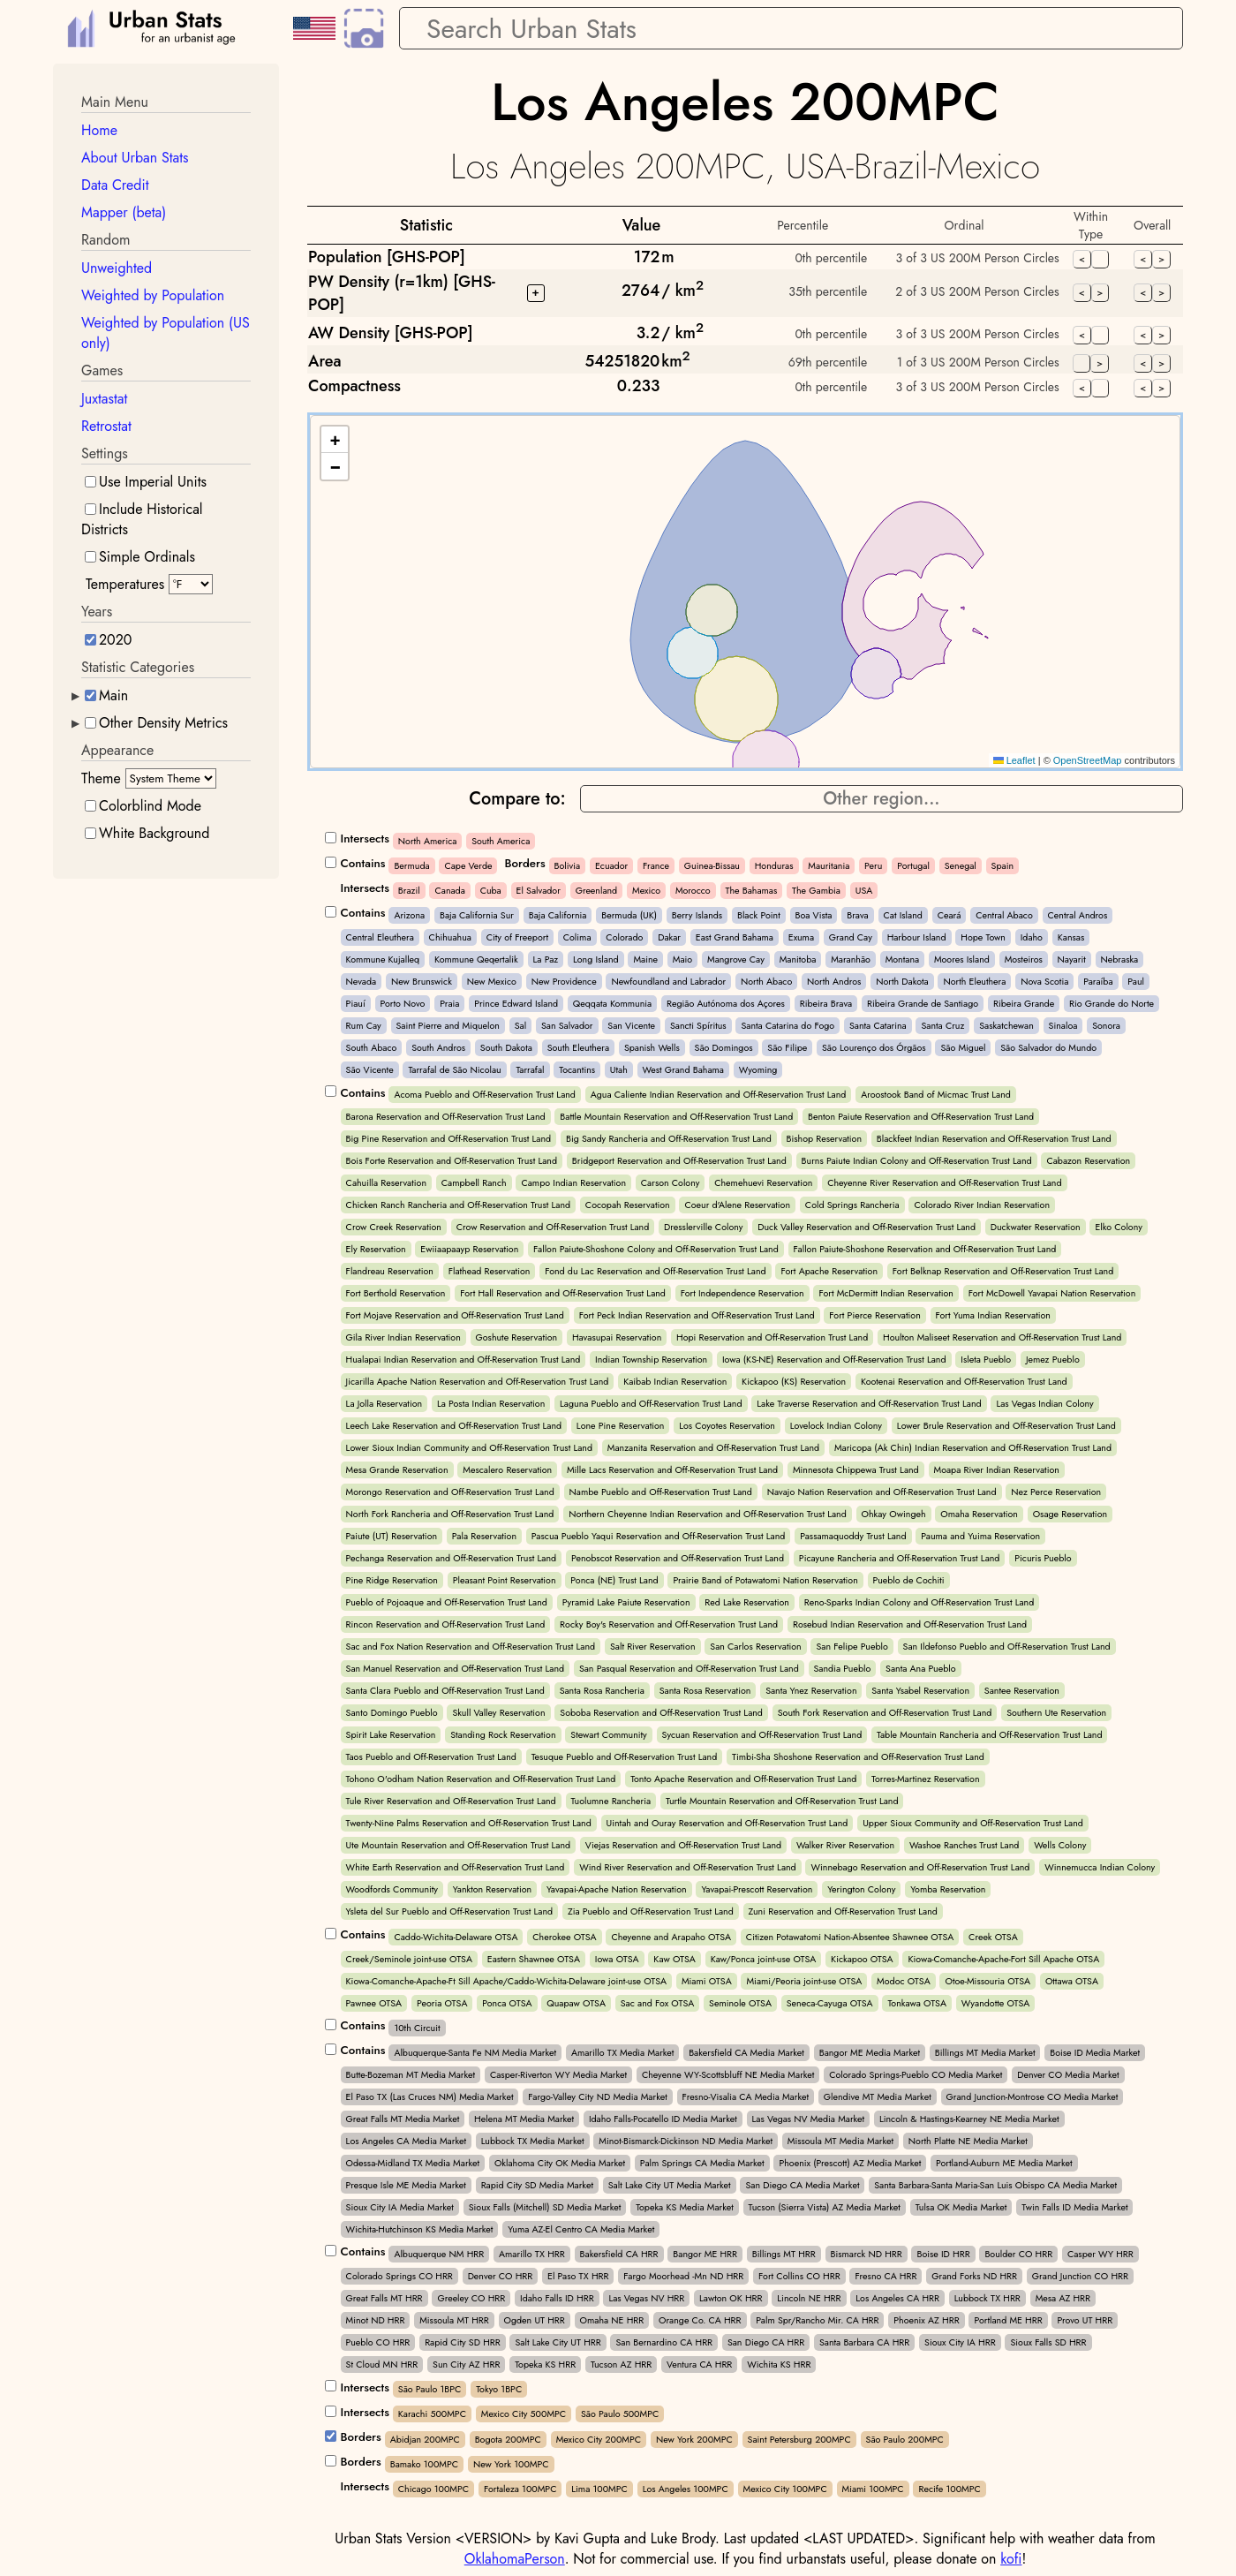 Urban Stats
for an urbanist age
Search Urban Stats
Main Menu
Home
About Urban Stats
Data Credit
Mapper (beta)
Random
Unweighted
Weighted by Population
Weighted by Population (US
only)
Games
Juxtastat
Retrostat
Settings
Use Imperial Units
Include Historical
Districts
Simple Ordinals
Temperatures °F
Years
2020
Statistic Categories
Main
Other Density Metrics
Appearance
Theme System Theme
Colorblind Mode
White Background
Los Angeles 200MPC
Los Angeles 200MPC, USA-Brazil-Mexico
Statistic Value Percentile Ordinal Within Type Overall
Population [GHS-POP] 172m 0th percentile 3 of 3 US 200M Person Circles < < >
PW Density (r=1km) [GHS-POP] + 2764/ km² 35th percentile 2 of 3 US 200M Person Circles < > < >
AW Density [GHS-POP] 3.2/ km² 0th percentile 3 of 3 US 200M Person Circles < < >
Area 54251820km² 69th percentile 1 of 3 US 200M Person Circles > < >
Compactness 0.233 0th percentile 3 of 3 US 200M Person Circles < < >
+
−
Leaflet | © OpenStreetMap contributors
Compare to: Other region...
Intersects North America South America
Contains Bermuda Cape Verde Borders Bolivia Ecuador France Guinea-Bissau Honduras Mauritania Peru Portugal Senegal Spain
Intersects Brazil Canada Cuba El Salvador Greenland Mexico Morocco The Bahamas The Gambia USA
Contains Arizona Baja California Sur Baja California Bermuda (UK) Berry Islands Black Point Boa Vista Brava Cat Island Ceará Central Abaco Central Andros
Central Eleuthera Chihuahua City of Freeport Colima Colorado Dakar East Grand Bahama Exuma Grand Cay Harbour Island Hope Town Idaho Kansas
Kommune Kujalleq Kommune Qeqertalik La Paz Long Island Maine Maio Mangrove Cay Manitoba Maranhão Montana Moores Island Mosteiros Nayarit Nebraska
Nevada New Brunswick New Mexico New Providence Newfoundland and Labrador North Abaco North Andros North Dakota North Eleuthera Nova Scotia Paraíba Paul
Piauí Porto Novo Praia Prince Edward Island Qeqqata Kommunia Região Autónoma dos Açores Ribeira Brava Ribeira Grande de Santiago Ribeira Grande Rio Grande do Norte
Rum Cay Saint Pierre and Miquelon Sal San Salvador San Vicente Sancti Spíritus Santa Catarina do Fogo Santa Catarina Santa Cruz Saskatchewan Sinaloa Sonora
South Abaco South Andros South Dakota South Eleuthera Spanish Wells São Domingos São Filipe São Lourenço dos Órgãos São Miguel São Salvador do Mundo
São Vicente Tarrafal de São Nicolau Tarrafal Tocantins Utah West Grand Bahama Wyoming
Contains Acoma Pueblo and Off-Reservation Trust Land Agua Caliente Indian Reservation and Off-Reservation Trust Land Aroostook Band of Micmac Trust Land
Barona Reservation and Off-Reservation Trust Land Battle Mountain Reservation and Off-Reservation Trust Land Benton Paiute Reservation and Off-Reservation Trust Land
Big Pine Reservation and Off-Reservation Trust Land Big Sandy Rancheria and Off-Reservation Trust Land Bishop Reservation Blackfeet Indian Reservation and Off-Reservation Trust Land
Bois Forte Reservation and Off-Reservation Trust Land Bridgeport Reservation and Off-Reservation Trust Land Burns Paiute Indian Colony and Off-Reservation Trust Land Cabazon Reservation
Cahuilla Reservation Campbell Ranch Campo Indian Reservation Carson Colony Chemehuevi Reservation Cheyenne River Reservation and Off-Reservation Trust Land
Chicken Ranch Rancheria and Off-Reservation Trust Land Cocopah Reservation Coeur d'Alene Reservation Cold Springs Rancheria Colorado River Indian Reservation
Crow Creek Reservation Crow Reservation and Off-Reservation Trust Land Dresslerville Colony Duck Valley Reservation and Off-Reservation Trust Land Duckwater Reservation Elko Colony
Ely Reservation Ewiiaapaayp Reservation Fallon Paiute-Shoshone Colony and Off-Reservation Trust Land Fallon Paiute-Shoshone Reservation and Off-Reservation Trust Land
Flandreau Reservation Flathead Reservation Fond du Lac Reservation and Off-Reservation Trust Land Fort Apache Reservation Fort Belknap Reservation and Off-Reservation Trust Land
Fort Berthold Reservation Fort Hall Reservation and Off-Reservation Trust Land Fort Independence Reservation Fort McDermitt Indian Reservation Fort McDowell Yavapai Nation Reservation
Fort Mojave Reservation and Off-Reservation Trust Land Fort Peck Indian Reservation and Off-Reservation Trust Land Fort Pierce Reservation Fort Yuma Indian Reservation
Gila River Indian Reservation Goshute Reservation Havasupai Reservation Hopi Reservation and Off-Reservation Trust Land Houlton Maliseet Reservation and Off-Reservation Trust Land
Hualapai Indian Reservation and Off-Reservation Trust Land Indian Township Reservation Iowa (KS-NE) Reservation and Off-Reservation Trust Land Isleta Pueblo Jemez Pueblo
Jicarilla Apache Nation Reservation and Off-Reservation Trust Land Kaibab Indian Reservation Kickapoo (KS) Reservation Kootenai Reservation and Off-Reservation Trust Land
La Jolla Reservation La Posta Indian Reservation Laguna Pueblo and Off-Reservation Trust Land Lake Traverse Reservation and Off-Reservation Trust Land Las Vegas Indian Colony
Leech Lake Reservation and Off-Reservation Trust Land Lone Pine Reservation Los Coyotes Reservation Lovelock Indian Colony Lower Brule Reservation and Off-Reservation Trust Land
Lower Sioux Indian Community and Off-Reservation Trust Land Manzanita Reservation and Off-Reservation Trust Land Maricopa (Ak Chin) Indian Reservation and Off-Reservation Trust Land
Mesa Grande Reservation Mescalero Reservation Mille Lacs Reservation and Off-Reservation Trust Land Minnesota Chippewa Trust Land Moapa River Indian Reservation
Morongo Reservation and Off-Reservation Trust Land Nambe Pueblo and Off-Reservation Trust Land Navajo Nation Reservation and Off-Reservation Trust Land Nez Perce Reservation
North Fork Rancheria and Off-Reservation Trust Land Northern Cheyenne Indian Reservation and Off-Reservation Trust Land Ohkay Owingeh Omaha Reservation Osage Reservation
Paiute (UT) Reservation Pala Reservation Pascua Pueblo Yaqui Reservation and Off-Reservation Trust Land Passamaquoddy Trust Land Pauma and Yuima Reservation
Pechanga Reservation and Off-Reservation Trust Land Penobscot Reservation and Off-Reservation Trust Land Picayune Rancheria and Off-Reservation Trust Land Picuris Pueblo
Pine Ridge Reservation Pleasant Point Reservation Ponca (NE) Trust Land Prairie Band of Potawatomi Nation Reservation Pueblo de Cochiti
Pueblo of Pojoaque and Off-Reservation Trust Land Pyramid Lake Paiute Reservation Red Lake Reservation Reno-Sparks Indian Colony and Off-Reservation Trust Land
Rincon Reservation and Off-Reservation Trust Land Rocky Boy's Reservation and Off-Reservation Trust Land Rosebud Indian Reservation and Off-Reservation Trust Land
Sac and Fox Nation Reservation and Off-Reservation Trust Land Salt River Reservation San Carlos Reservation San Felipe Pueblo San Ildefonso Pueblo and Off-Reservation Trust Land
San Manuel Reservation and Off-Reservation Trust Land San Pasqual Reservation and Off-Reservation Trust Land Sandia Pueblo Santa Ana Pueblo
Santa Clara Pueblo and Off-Reservation Trust Land Santa Rosa Rancheria Santa Rosa Reservation Santa Ynez Reservation Santa Ysabel Reservation Santee Reservation
Santo Domingo Pueblo Skull Valley Reservation Soboba Reservation and Off-Reservation Trust Land South Fork Reservation and Off-Reservation Trust Land Southern Ute Reservation
Spirit Lake Reservation Standing Rock Reservation Stewart Community Sycuan Reservation and Off-Reservation Trust Land Table Mountain Rancheria and Off-Reservation Trust Land
Taos Pueblo and Off-Reservation Trust Land Tesuque Pueblo and Off-Reservation Trust Land Timbi-Sha Shoshone Reservation and Off-Reservation Trust Land
Tohono O'odham Nation Reservation and Off-Reservation Trust Land Tonto Apache Reservation and Off-Reservation Trust Land Torres-Martinez Reservation
Tule River Reservation and Off-Reservation Trust Land Tuolumne Rancheria Turtle Mountain Reservation and Off-Reservation Trust Land
Twenty-Nine Palms Reservation and Off-Reservation Trust Land Uintah and Ouray Reservation and Off-Reservation Trust Land Upper Sioux Community and Off-Reservation Trust Land
Ute Mountain Reservation and Off-Reservation Trust Land Viejas Reservation and Off-Reservation Trust Land Walker River Reservation Washoe Ranches Trust Land Wells Colony
White Earth Reservation and Off-Reservation Trust Land Wind River Reservation and Off-Reservation Trust Land Winnebago Reservation and Off-Reservation Trust Land Winnemucca Indian Colony
Woodfords Community Yankton Reservation Yavapai-Apache Nation Reservation Yavapai-Prescott Reservation Yerington Colony Yomba Reservation
Ysleta del Sur Pueblo and Off-Reservation Trust Land Zia Pueblo and Off-Reservation Trust Land Zuni Reservation and Off-Reservation Trust Land
Contains Caddo-Wichita-Delaware OTSA Cherokee OTSA Cheyenne and Arapaho OTSA Citizen Potawatomi Nation-Absentee Shawnee OTSA Creek OTSA
Creek/Seminole joint-use OTSA Eastern Shawnee OTSA Iowa OTSA Kaw OTSA Kaw/Ponca joint-use OTSA Kickapoo OTSA Kiowa-Comanche-Apache-Fort Sill Apache OTSA
Kiowa-Comanche-Apache-Ft Sill Apache/Caddo-Wichita-Delaware joint-use OTSA Miami OTSA Miami/Peoria joint-use OTSA Modoc OTSA Otoe-Missouria OTSA Ottawa OTSA
Pawnee OTSA Peoria OTSA Ponca OTSA Quapaw OTSA Sac and Fox OTSA Seminole OTSA Seneca-Cayuga OTSA Tonkawa OTSA Wyandotte OTSA
Contains 10th Circuit
Contains Albuquerque-Santa Fe NM Media Market Amarillo TX Media Market Bakersfield CA Media Market Bangor ME Media Market Billings MT Media Market Boise ID Media Market
Butte-Bozeman MT Media Market Casper-Riverton WY Media Market Cheyenne WY-Scottsbluff NE Media Market Colorado Springs-Pueblo CO Media Market Denver CO Media Market
El Paso TX (Las Cruces NM) Media Market Fargo-Valley City ND Media Market Fresno-Visalia CA Media Market Glendive MT Media Market Grand Junction-Montrose CO Media Market
Great Falls MT Media Market Helena MT Media Market Idaho Falls-Pocatello ID Media Market Las Vegas NV Media Market Lincoln & Hastings-Kearney NE Media Market
Los Angeles CA Media Market Lubbock TX Media Market Minot-Bismarck-Dickinson ND Media Market Missoula MT Media Market North Platte NE Media Market
Odessa-Midland TX Media Market Oklahoma City OK Media Market Palm Springs CA Media Market Phoenix (Prescott) AZ Media Market Portland-Auburn ME Media Market
Presque Isle ME Media Market Rapid City SD Media Market Salt Lake City UT Media Market San Diego CA Media Market Santa Barbara-Santa Maria-San Luis Obispo CA Media Market
Sioux City IA Media Market Sioux Falls (Mitchell) SD Media Market Topeka KS Media Market Tucson (Sierra Vista) AZ Media Market Tulsa OK Media Market Twin Falls ID Media Market
Wichita-Hutchinson KS Media Market Yuma AZ-El Centro CA Media Market
Contains Albuquerque NM HRR Amarillo TX HRR Bakersfield CA HRR Bangor ME HRR Billings MT HRR Bismarck ND HRR Boise ID HRR Boulder CO HRR Casper WY HRR
Colorado Springs CO HRR Denver CO HRR El Paso TX HRR Fargo Moorhead -Mn ND HRR Fort Collins CO HRR Fresno CA HRR Grand Forks ND HRR Grand Junction CO HRR
Great Falls MT HRR Greeley CO HRR Idaho Falls ID HRR Las Vegas NV HRR Lawton OK HRR Lincoln NE HRR Los Angeles CA HRR Lubbock TX HRR Mesa AZ HRR
Minot ND HRR Missoula MT HRR Ogden UT HRR Omaha NE HRR Orange Co. CA HRR Palm Spr/Rancho Mir. CA HRR Phoenix AZ HRR Portland ME HRR Provo UT HRR
Pueblo CO HRR Rapid City SD HRR Salt Lake City UT HRR San Bernardino CA HRR San Diego CA HRR Santa Barbara CA HRR Sioux City IA HRR Sioux Falls SD HRR
St Cloud MN HRR Sun City AZ HRR Topeka KS HRR Tucson AZ HRR Ventura CA HRR Wichita KS HRR
Intersects São Paulo 1BPC Tokyo 1BPC
Intersects Karachi 500MPC Mexico City 500MPC São Paulo 500MPC
Borders Abidjan 200MPC Bogota 200MPC Mexico City 200MPC New York 200MPC Saint Petersburg 200MPC São Paulo 200MPC
Borders Bamako 100MPC New York 100MPC
Intersects Chicago 100MPC Fortaleza 100MPC Lima 100MPC Los Angeles 100MPC Mexico City 100MPC Miami 100MPC Recife 100MPC
Urban Stats Version <VERSION> by Kavi Gupta and Luke Brody. Last updated <LAST UPDATED>. Significant help with weather data from
OklahomaPerson. Not for commercial use. If you find urbanstats useful, please donate on kofi!